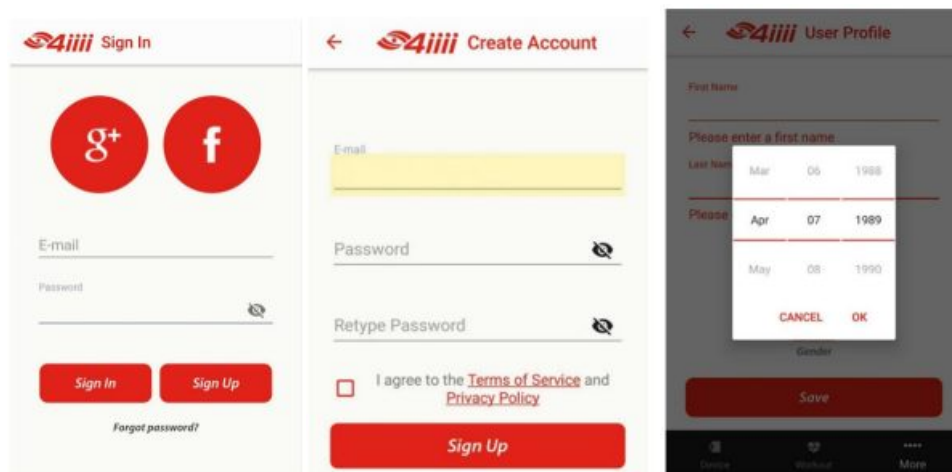 4iiii Sign In
g+
f
E-mail
Password
Sign In
Sign Up
Forgot password?
4iiii Create Account
E-mail
Password
Retype Password
I agree to the Terms of Service and
Privacy Policy
Sign Up
4iiii User Profile
First Name
Please enter a first name
Last Name
Please
Mar 06 1988
Apr 07 1989
May 08 1990
CANCEL OK
Gender
Save
Device Workout More